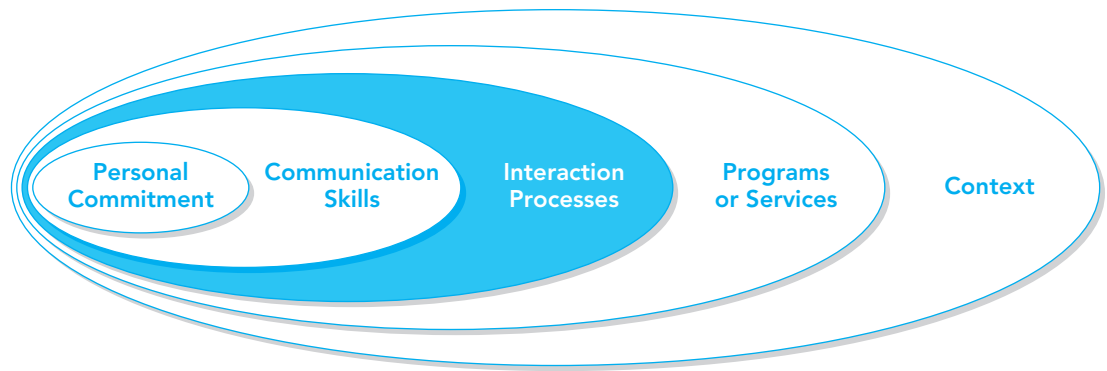 Personal
Commitment
Communication
Skills
Interaction
Processes
Programs
or Services
Context